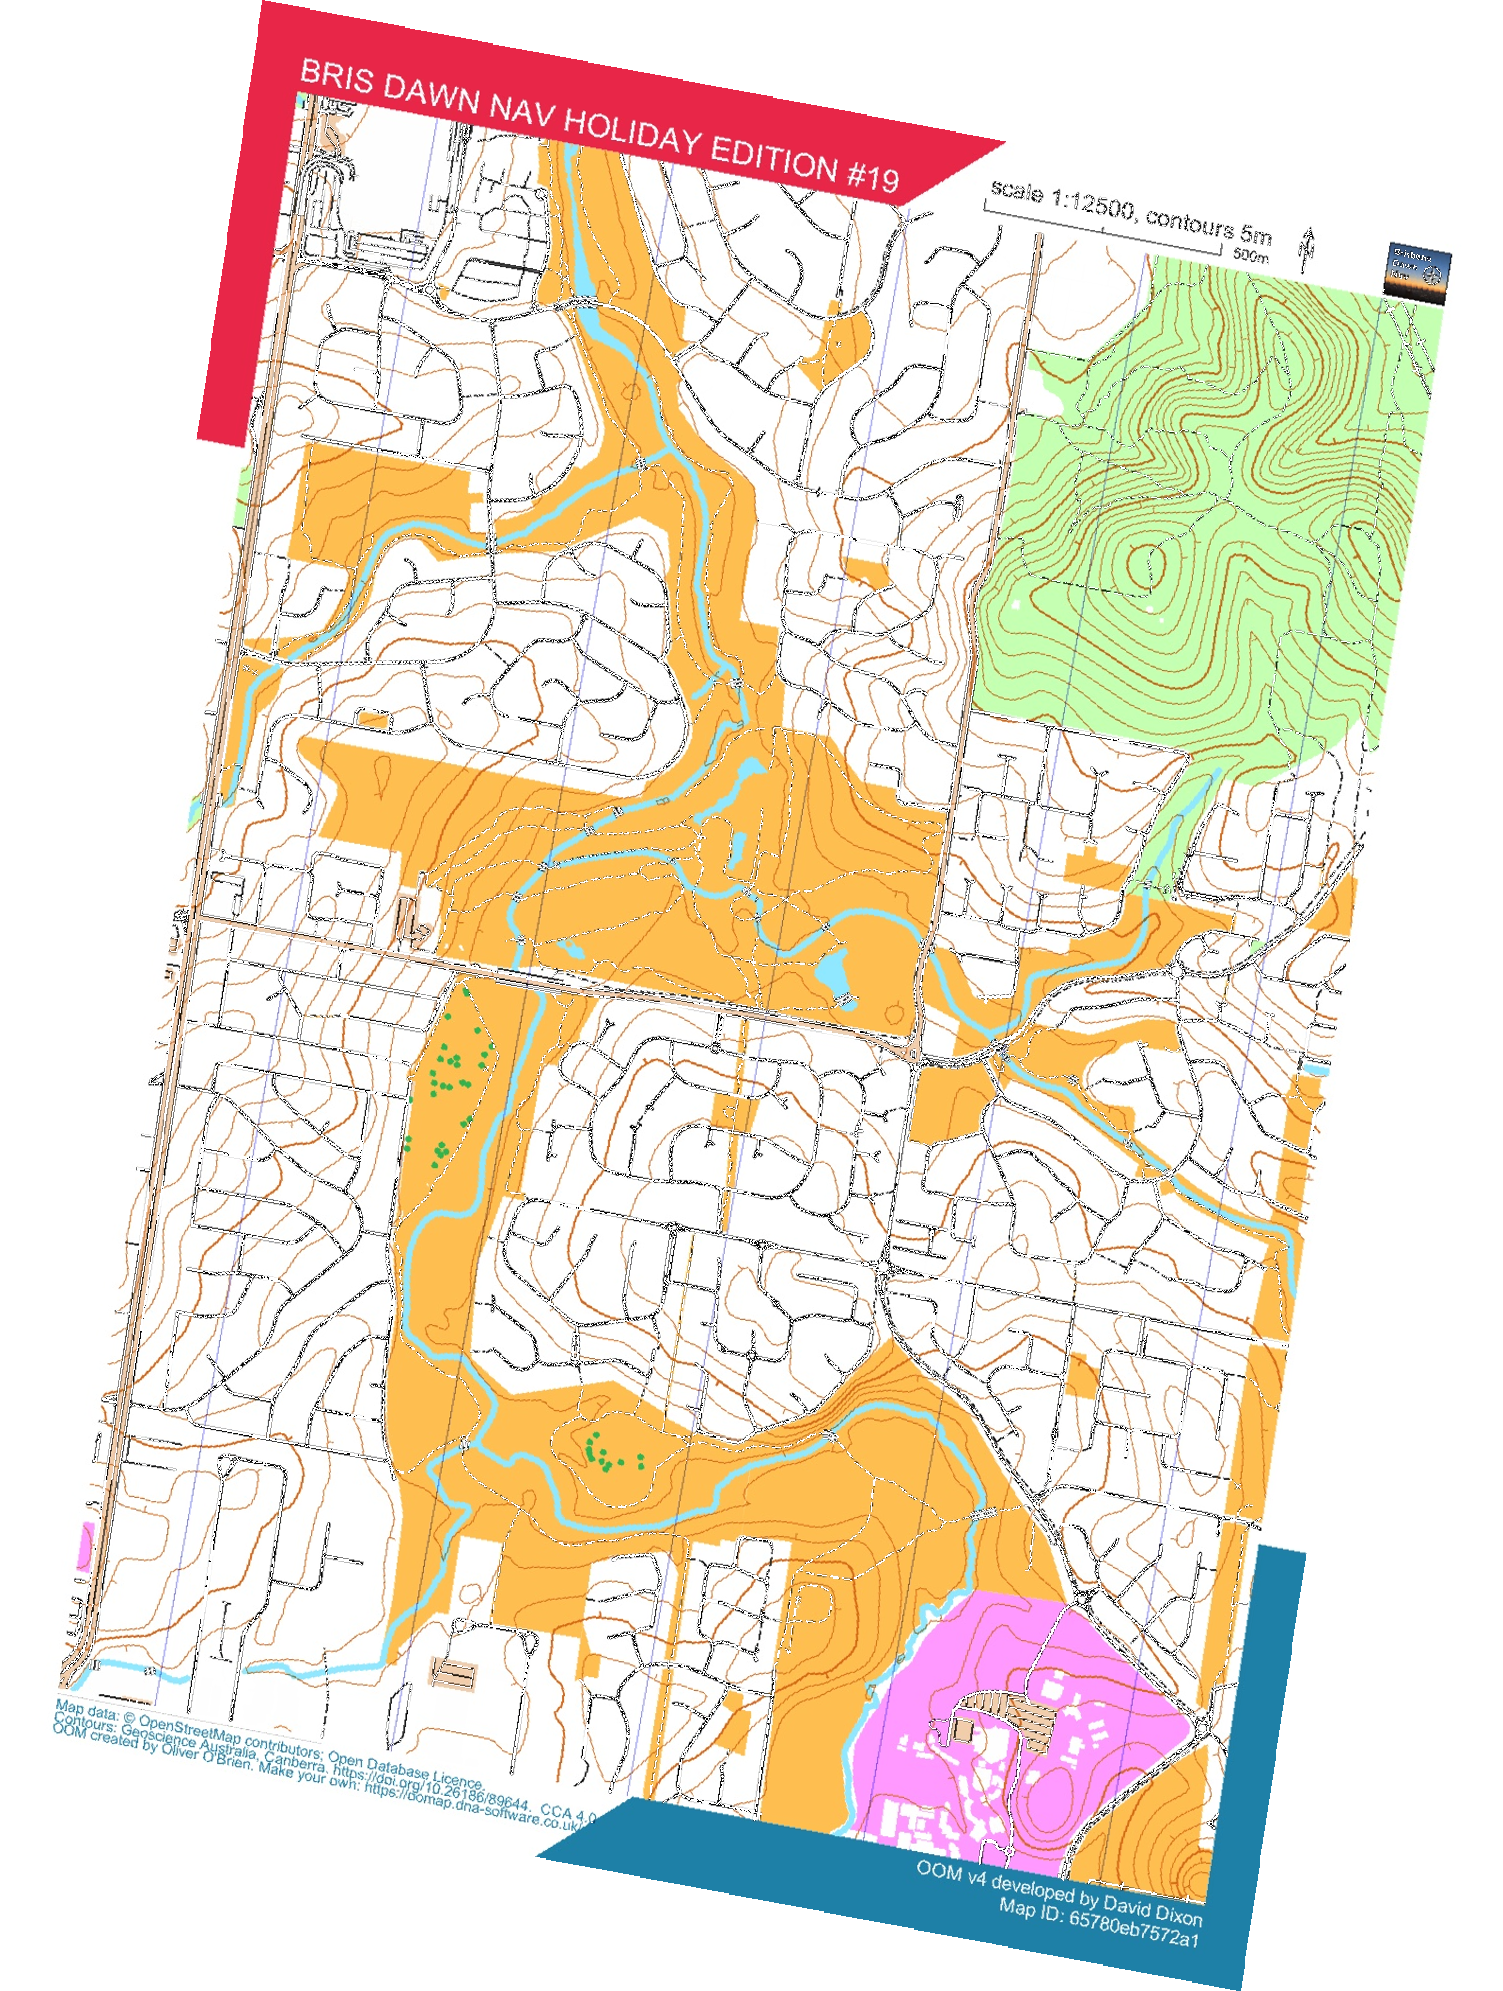 BRIS DAWN NAV HOLIDAY EDITION #19
scale 1:12500, contours 5m
500m
Map data: © OpenStreetMap contributors; Open Database Licence.
Contours: Geoscience Australia, Canberra. https://doi.org/10.26186/89644. CCA 4.0
OOM created by Oliver O'Brien. Make your own: https://oomap.dna-software.co.uk/
OOM v4 developed by David Dixon
Map ID: 65780eb7572a1